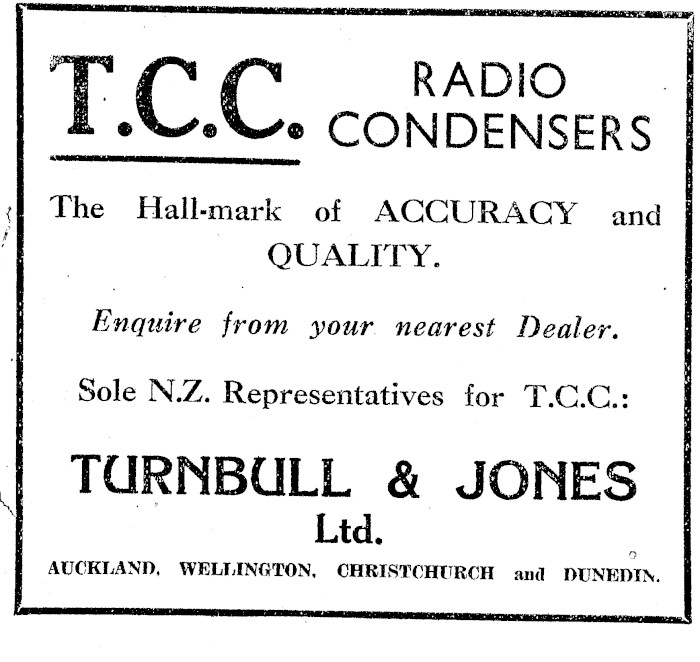 T.C.C. RADIO
CONDENSERS
The Hall-mark of ACCURACY and
QUALITY.
Enquire from your nearest Dealer.
Sole N.Z. Representatives for T.C.C.:
TURNBULL & JONES
Ltd.
AUCKLAND, WELLINGTON, CHRISTCHURCH and DUNEDIN.